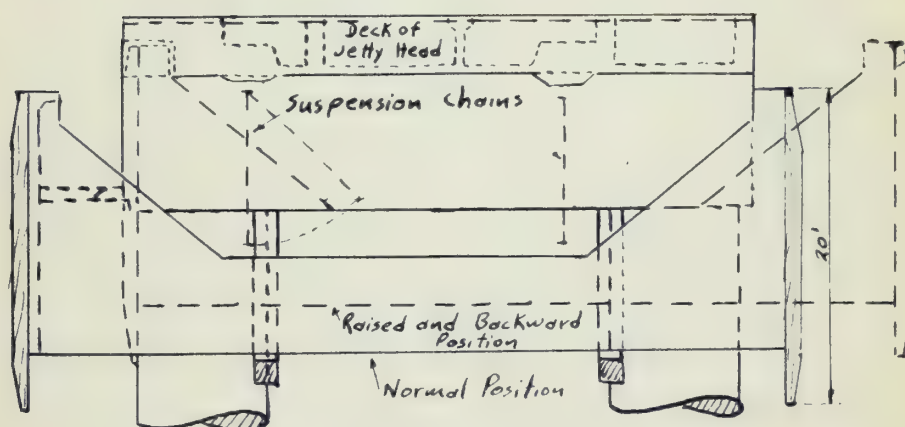 Deck of
Jetty Head
Suspension Chains
20'
Raised and Backward
Position
Normal Position